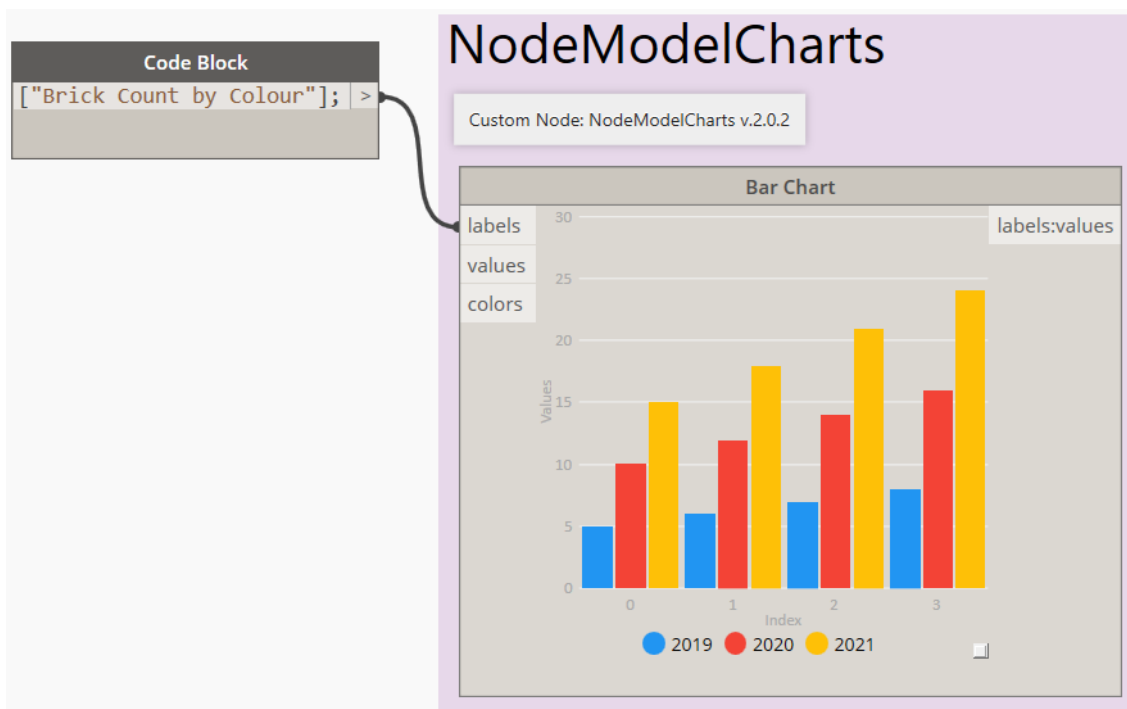 NodeModelCharts
Code Block
["Brick Count by Colour"]; >
Custom Node: NodeModelCharts v.2.0.2
Bar Chart
labels
values
colors
labels:values
30
25
20
15
10
5
0
Values
0 1 2 3
Index
2019 2020 2021